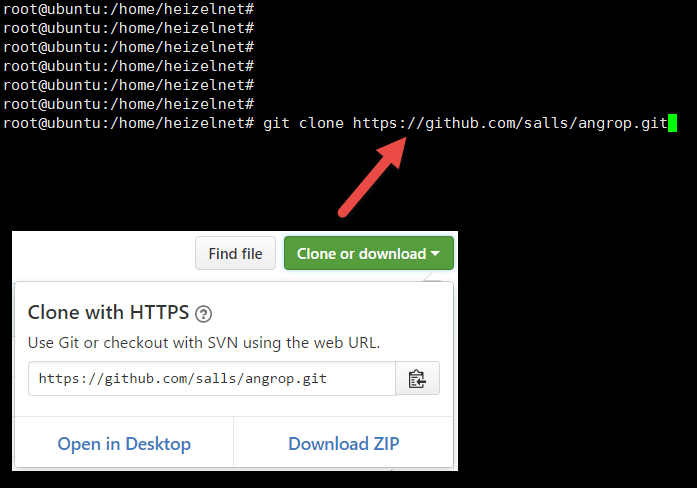 root@ubuntu:/home/heizelnet#
root@ubuntu:/home/heizelnet#
root@ubuntu:/home/heizelnet#
root@ubuntu:/home/heizelnet#
root@ubuntu:/home/heizelnet#
root@ubuntu:/home/heizelnet#
root@ubuntu:/home/heizelnet# git clone https://github.com/salls/angrop.git
Find file
Clone or download
Clone with HTTPS ?
Use Git or checkout with SVN using the web URL.
https://github.com/salls/angrop.git
Open in Desktop
Download ZIP